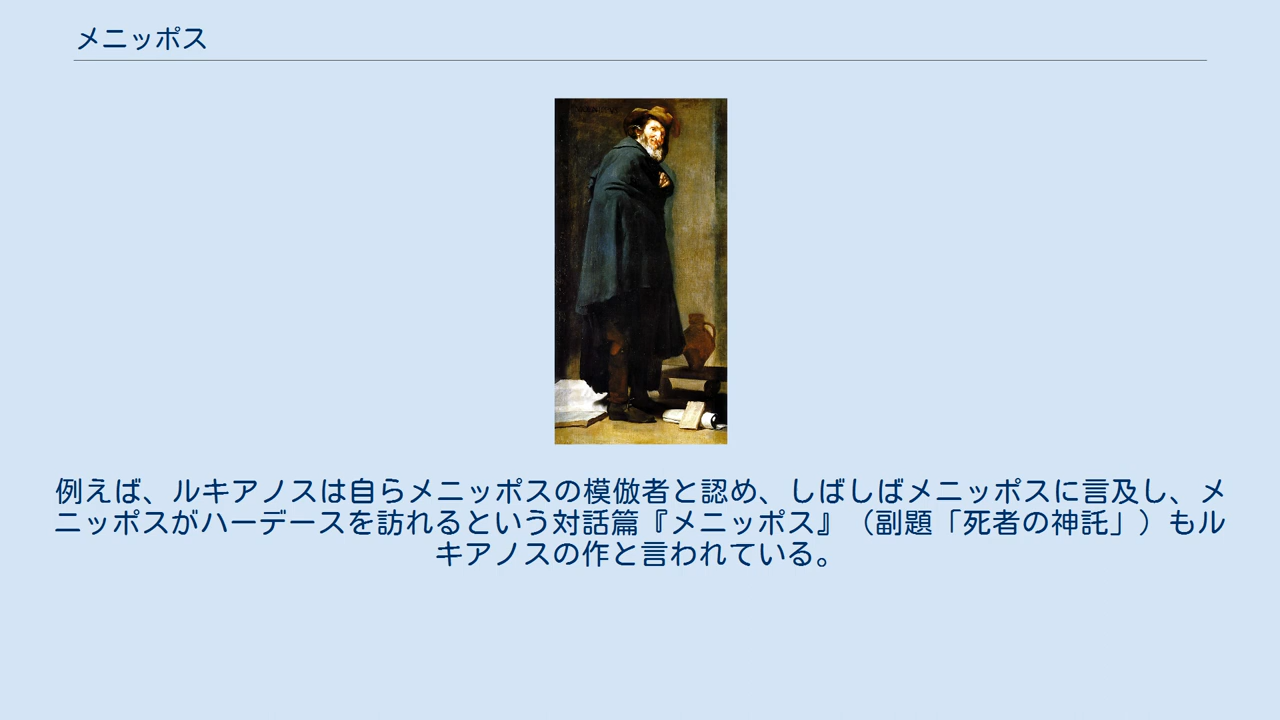 メニッポス
例えば、ルキアノスは自らメニッポスの模倣者と認め、しばしばメニッポスに言及し、メ
ニッポスがハーデースを訪れるという対話篇『メニッポス』（副題「死者の神託」）もル
キアノスの作と言われている。